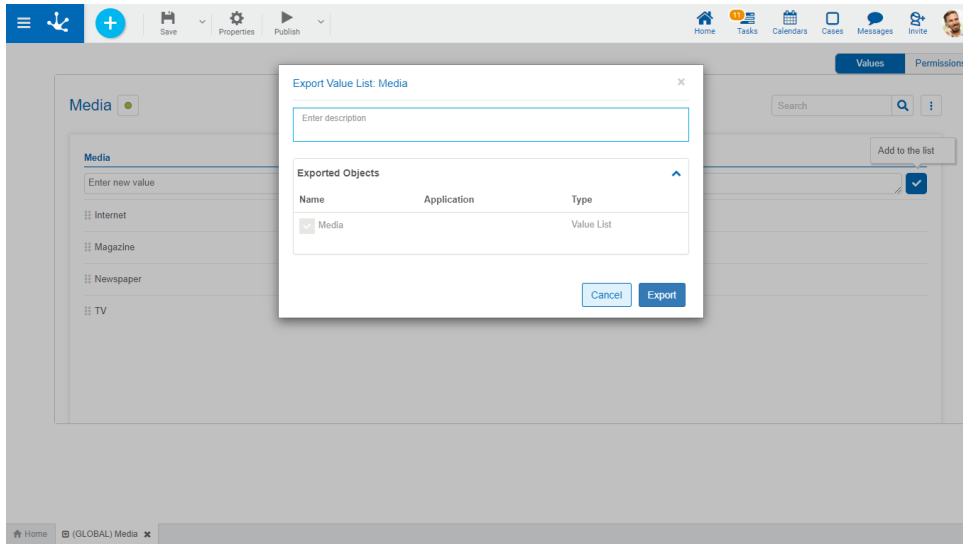 Save
Properties
Publish
Home
11
Tasks
Calendars
Cases
Messages
Invite
Values
Permissions
Export Value List: Media
×
Media
Enter description
Search
Add to the list
Media
Enter new value
Exported Objects
Name Application Type
Media Value List
Internet
Magazine
Newspaper
TV
Cancel
Export
Home
(GLOBAL) Media